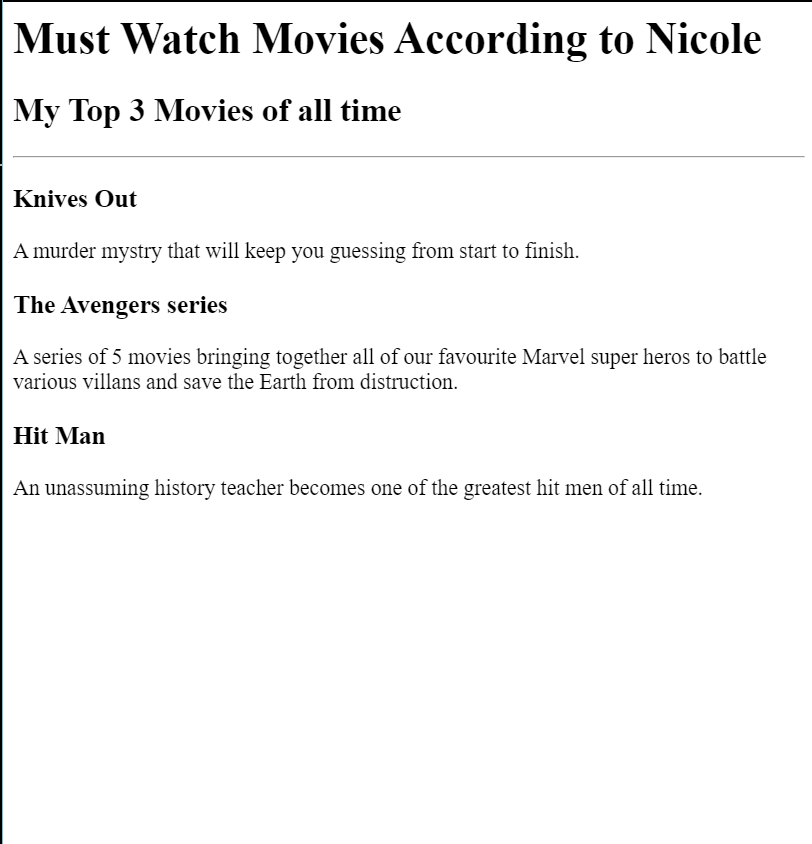 Must Watch Movies According to Nicole
My Top 3 Movies of all time
Knives Out
A murder mystry that will keep you guessing from start to finish.
The Avengers series
A series of 5 movies bringing together all of our favourite Marvel super heros to battle
various villans and save the Earth from distruction.
Hit Man
An unassuming history teacher becomes one of the greatest hit men of all time.